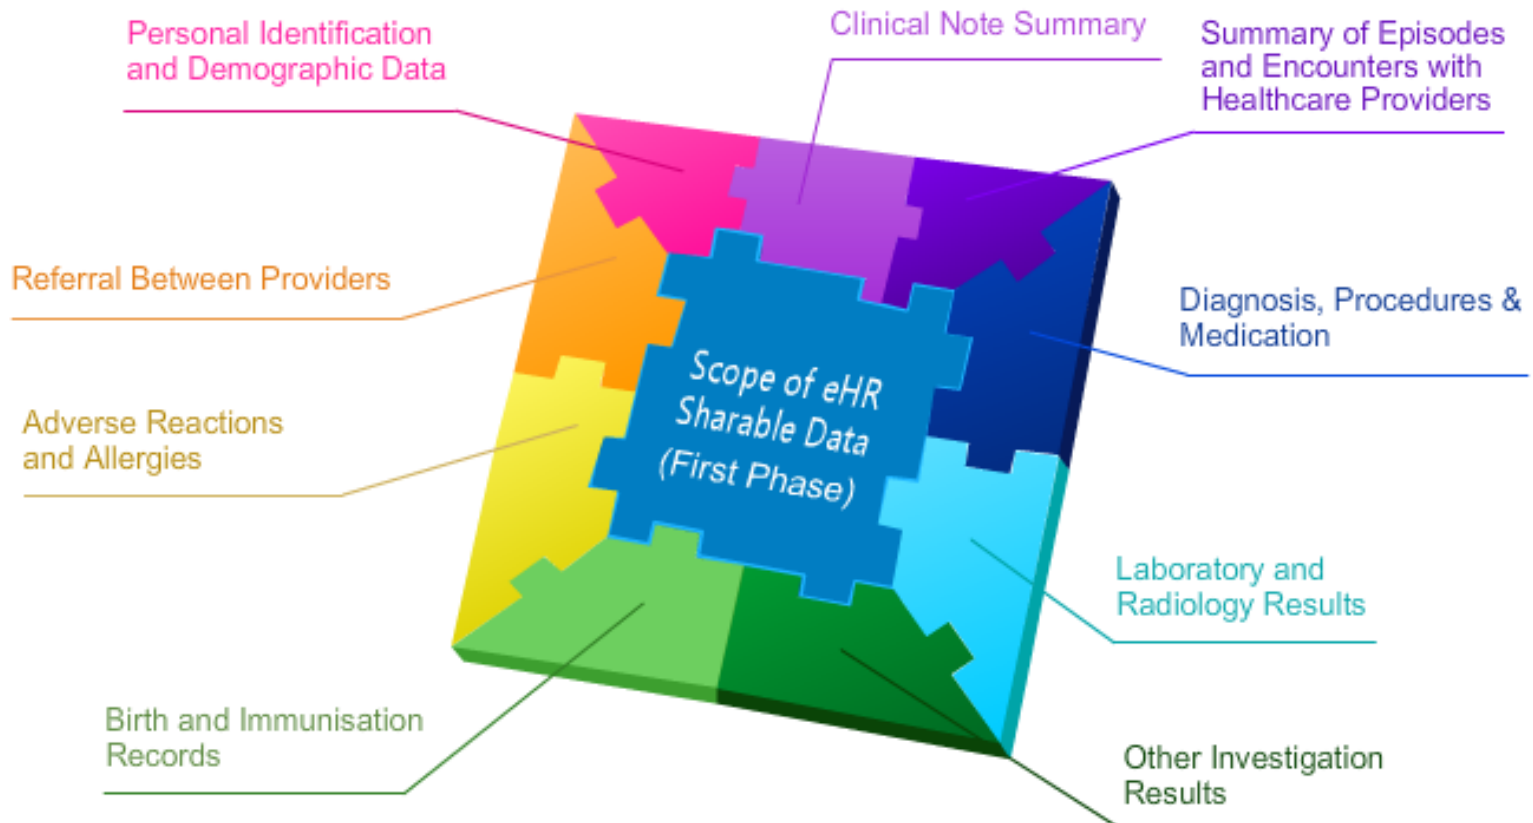 Personal Identification
and Demographic Data
Clinical Note Summary
Summary of Episodes
and Encounters with
Healthcare Providers
Referral Between Providers
Diagnosis, Procedures &
Medication
Scope of eHR
Sharable Data
(First Phase)
Adverse Reactions
and Allergies
Laboratory and
Radiology Results
Birth and Immunisation
Records
Other Investigation
Results